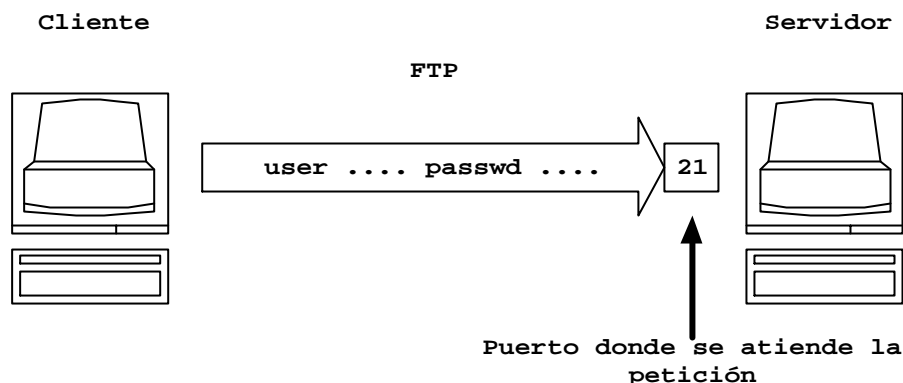 Cliente
Servidor
FTP
user .... passwd ....
21
Puerto donde se atiende la
petición